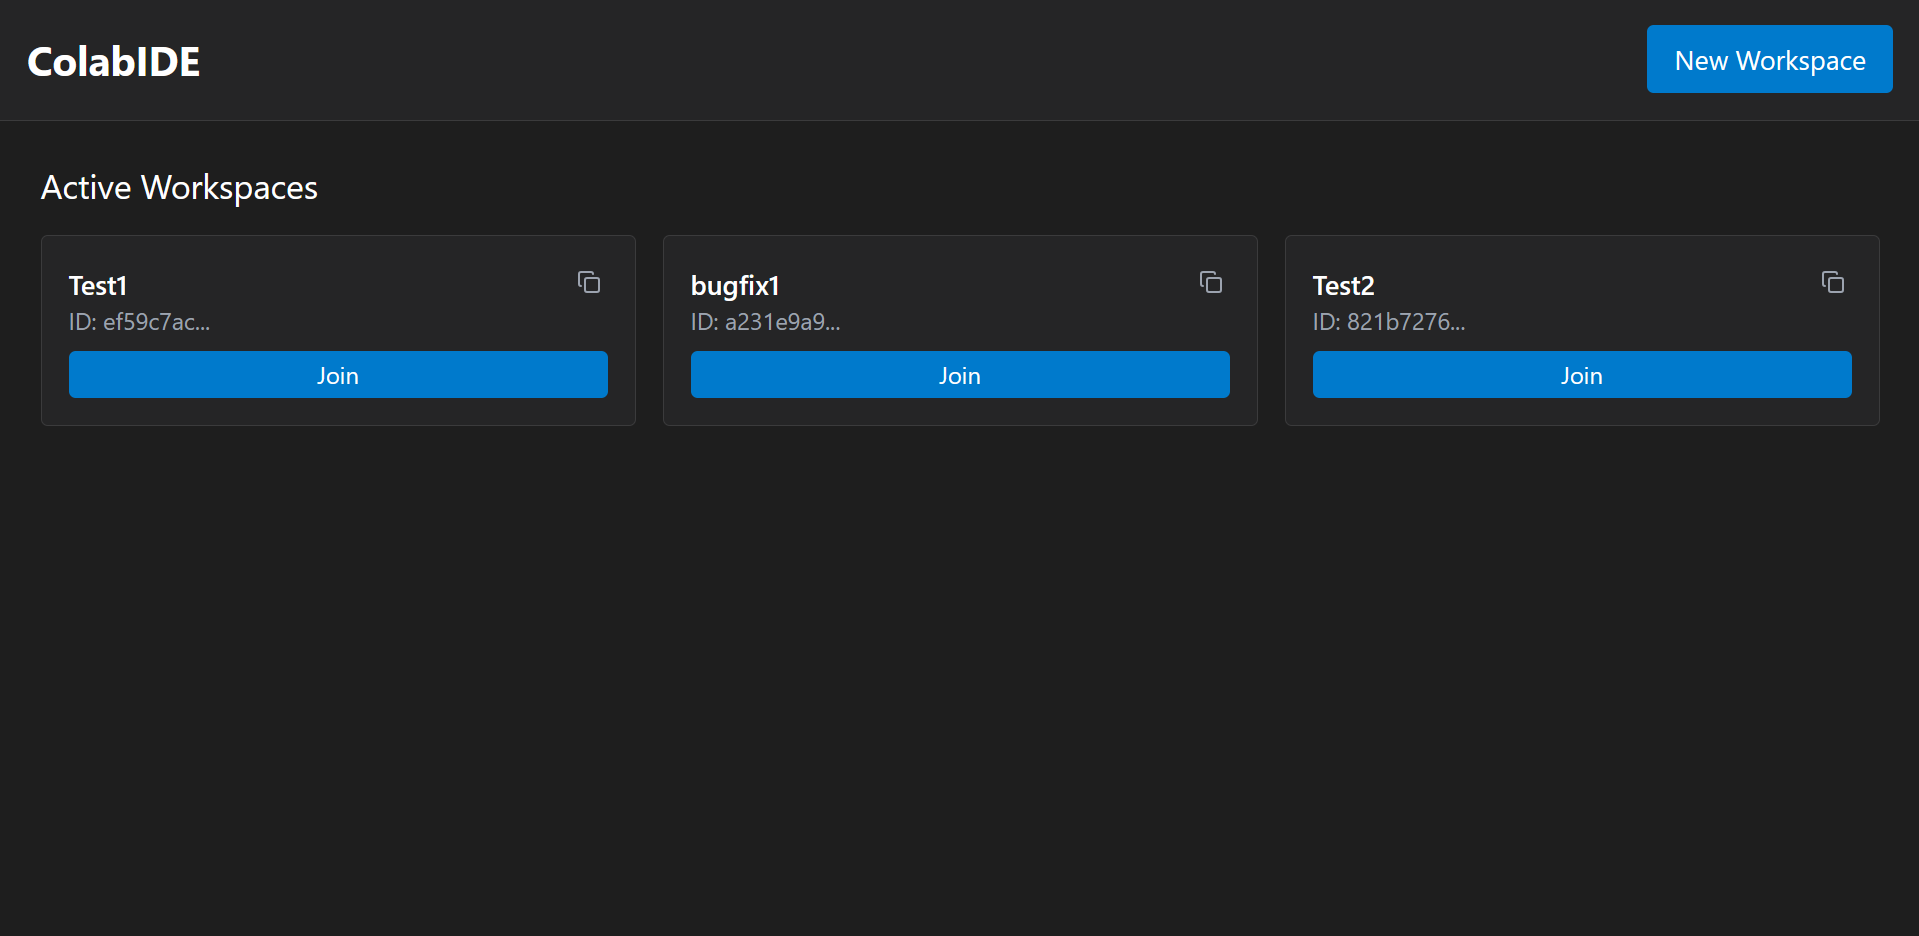 ColabIDE
New Workspace
Active Workspaces
Test1
ID: ef59c7ac...
Join
bugfix1
ID: a231e9a9...
Join
Test2
ID: 821b7276...
Join